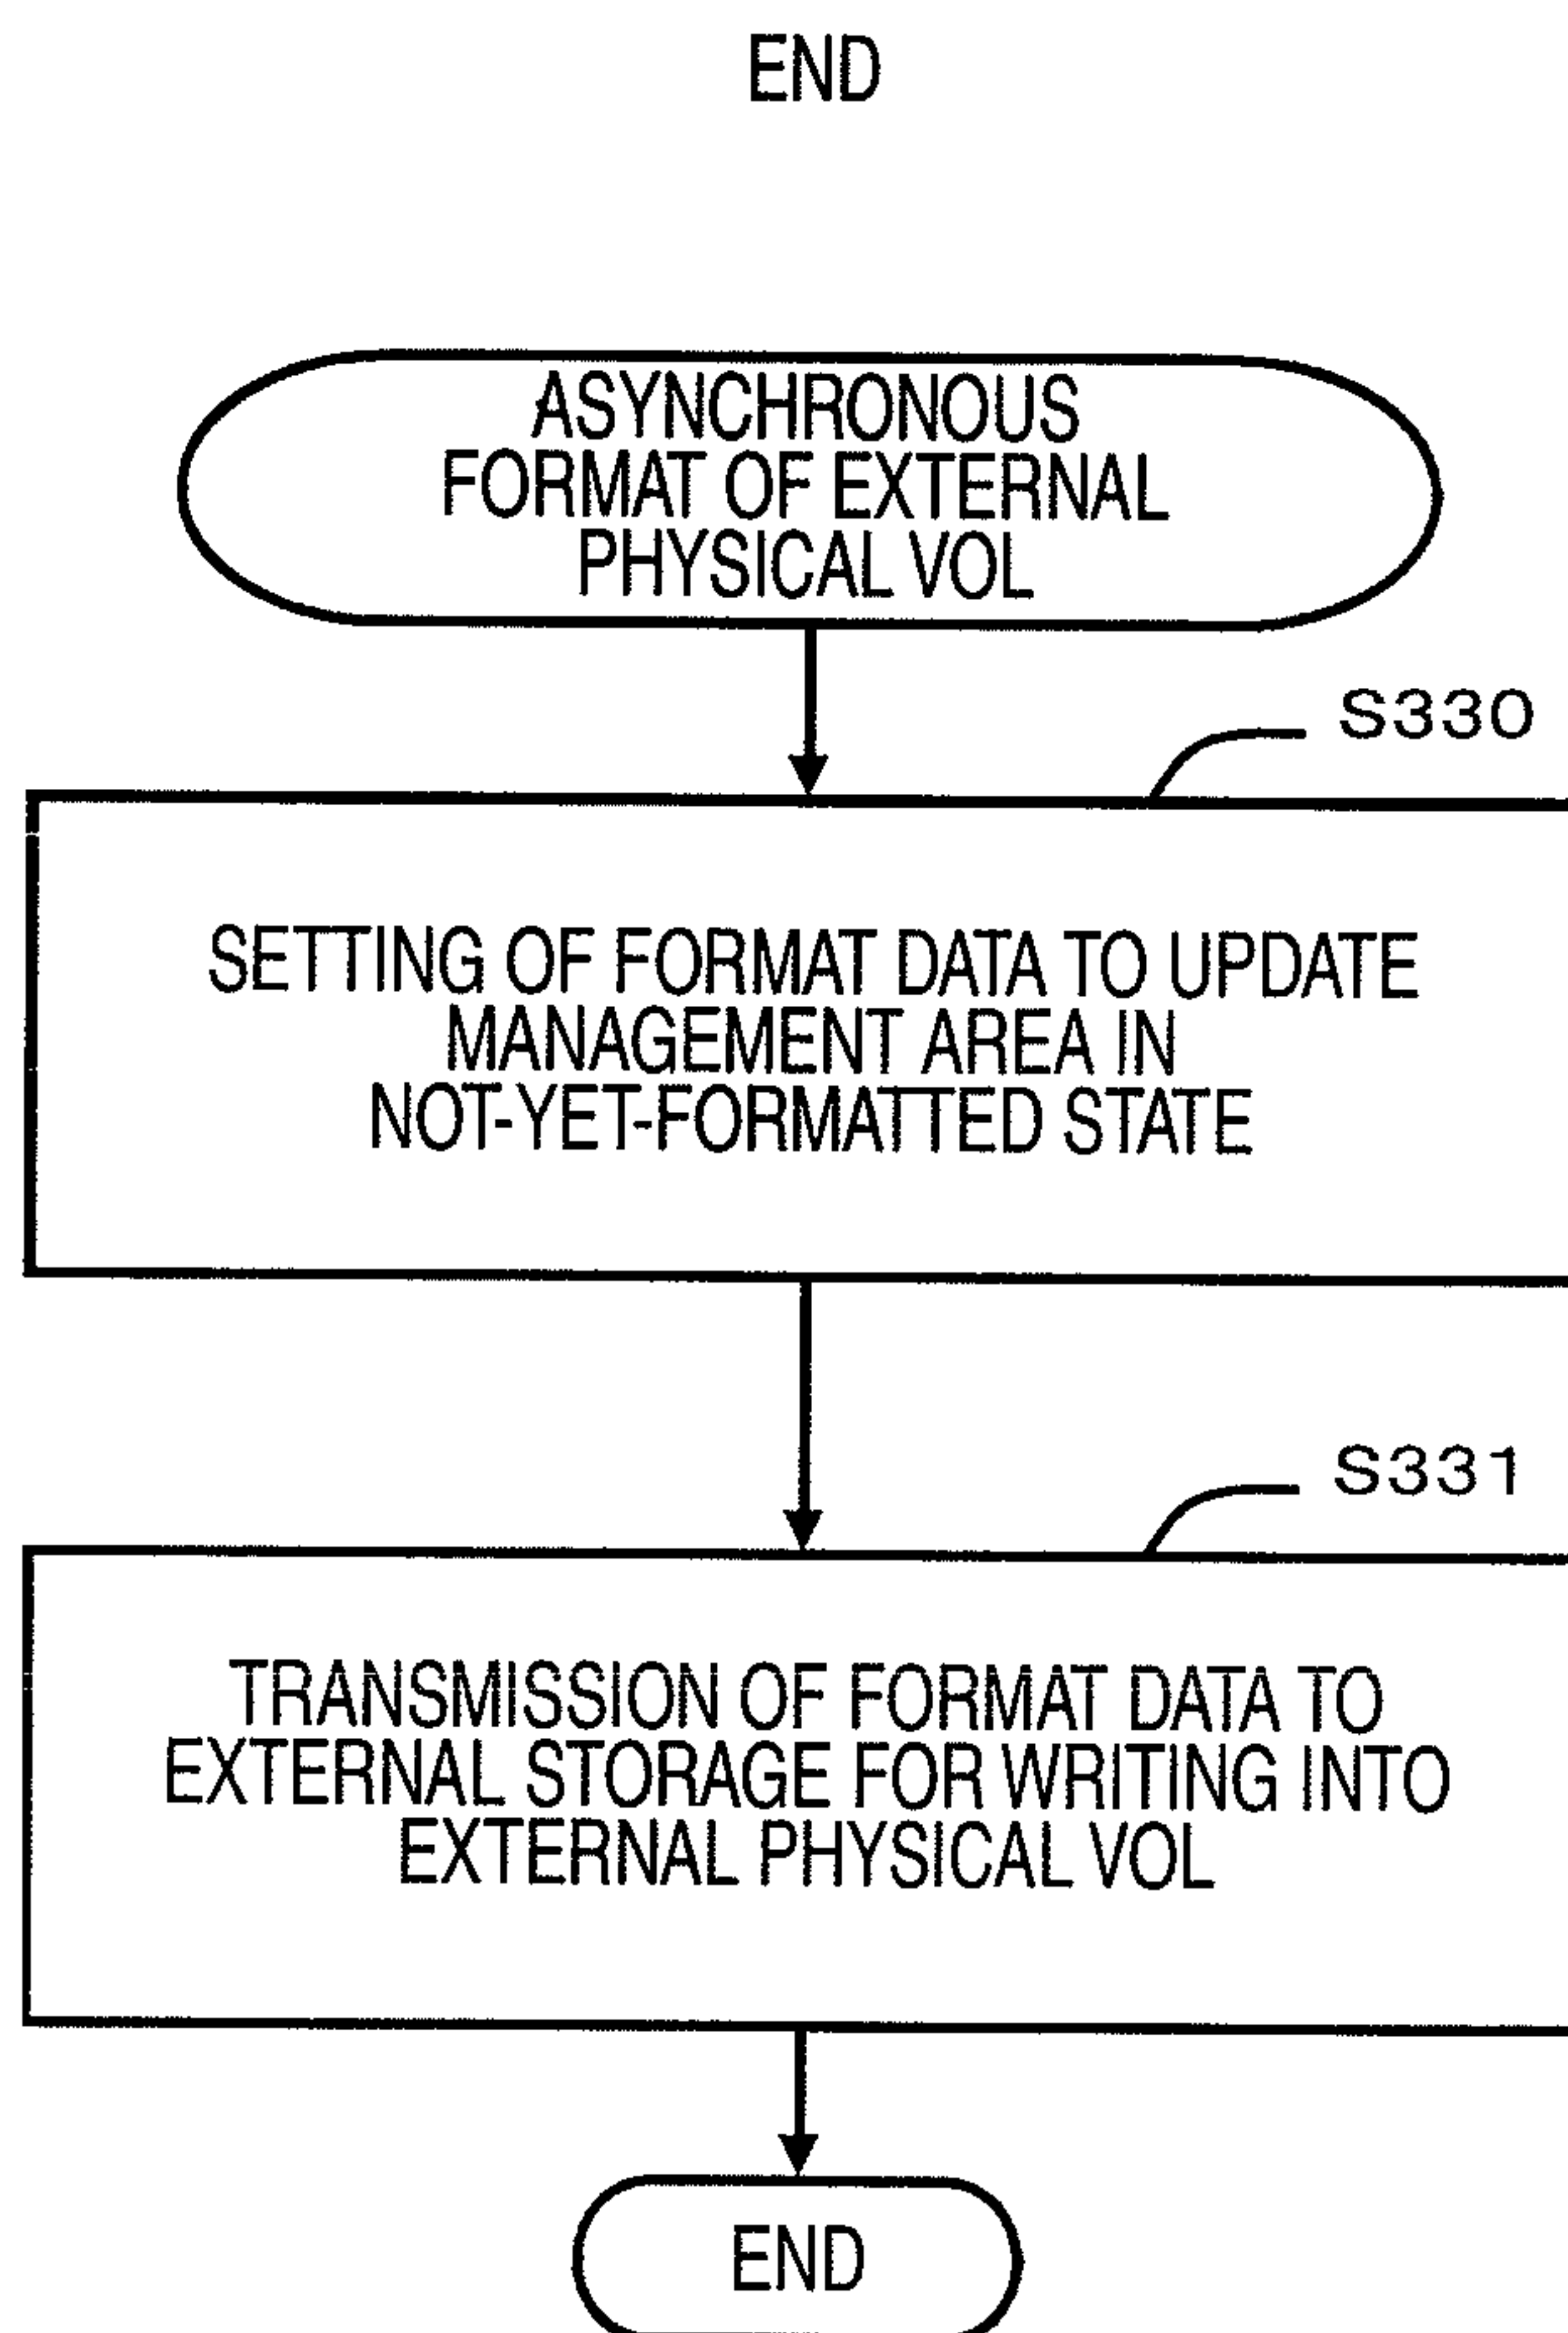 END
ASYNCHRONOUS
FORMAT OF EXTERNAL
PHYSICAL VOL
S330
SETTING OF FORMAT DATA TO UPDATE
MANAGEMENT AREA IN
NOT-YET-FORMATTED STATE
S331
TRANSMISSION OF FORMAT DATA TO
EXTERNAL STORAGE FOR WRITING INTO
EXTERNAL PHYSICAL VOL
END